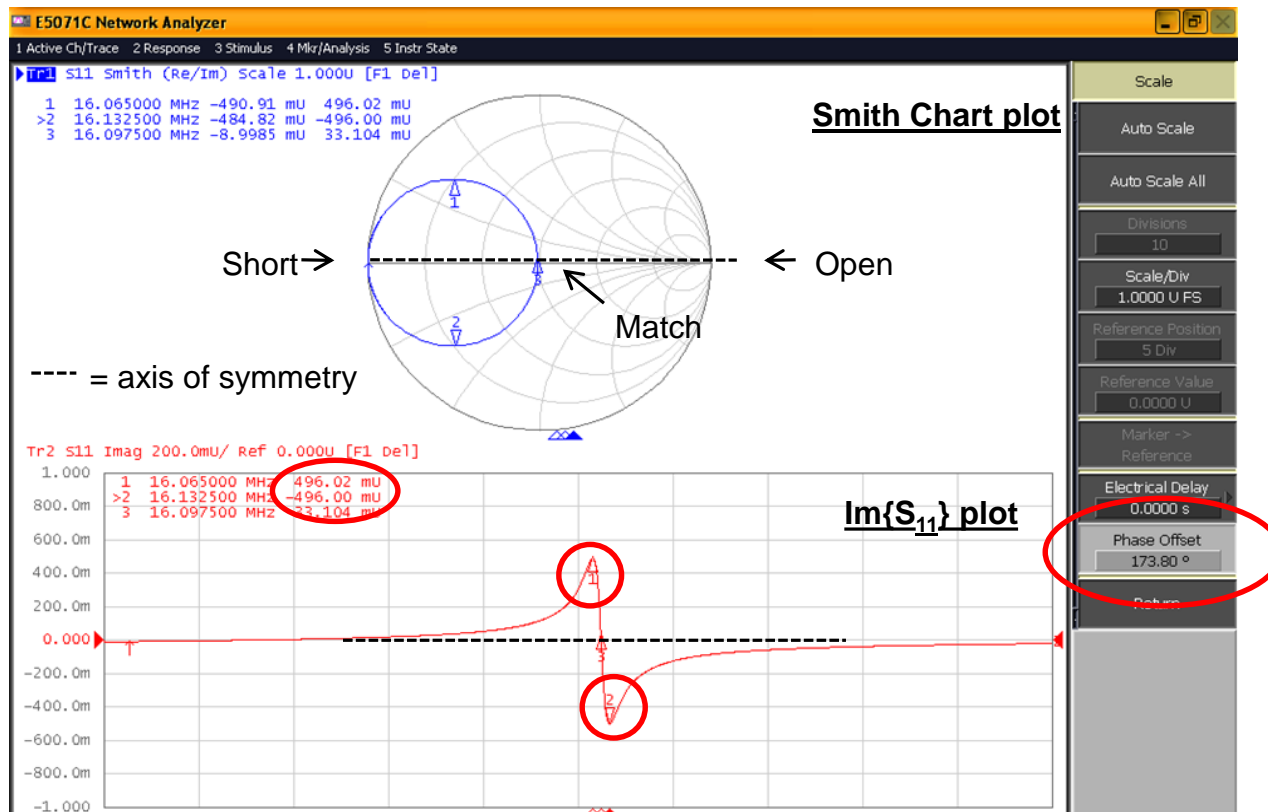 E5071C Network Analyzer
1 Active Ch/Trace 2 Response 3 Stimulus 4 Mkr/Analysis 5 Instr State
Tr1 S11 Smith (Re/Im) Scale 1.000U [F1 Del]
1 16.065000 MHz -490.91 mU 496.02 mU
>2 16.132500 MHz -484.82 mU -496.00 mU
3 16.097500 MHz -8.9985 mU 33.104 mU
Smith Chart plot
1
Short
Open
3
2
Match
---- = axis of symmetry
Tr2 S11 Imag 200.0mU/ Ref 0.000U [F1 Del]
1 16.065000 MHz 496.02 mU
>2 16.132500 MHz -496.00 mU
3 16.097500 MHz 33.104 mU
Im{S11} plot
1.000
800.0m
600.0m
400.0m
200.0m
0.000
-200.0m
-400.0m
-600.0m
-800.0m
-1.000
1
3
2
Scale
Auto Scale
Auto Scale All
Divisions
10
Scale/Div
1.0000 U FS
Reference Position
5 Div
Reference Value
0.0000 U
Marker ->
Reference
Electrical Delay
0.0000 s
Phase Offset
173.80 °
Return